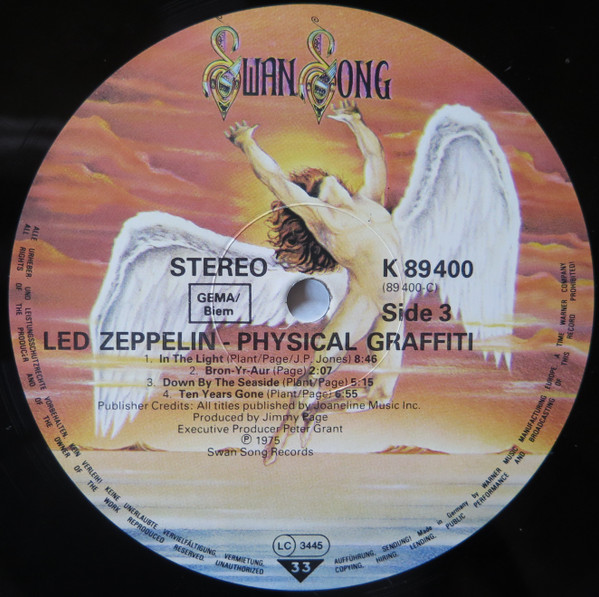 SWAN SONG
STEREO
K 89400
(89400-C)
GEMA/
Biem
Side 3
LED ZEPPELIN - PHYSICAL GRAFFITI
1. In The Light (Plant/Page/J.P. Jones) 8:46
2. Bron-Yr-Aur (Page) 2:07
3. Down By The Seaside (Plant/Page) 5:15
4. Ten Years Gone (Plant/Page) 6:55
Publisher Credits: All titles published by Joaneline Music Inc.
Produced by Jimmy Page
Executive Producer Peter Grant
℗ 1975
Swan Song Records
LC 3445
33
ALLE URHEBER UND LEISTUNGSSCHUTZRECHTE VORBEHALTEN. KEIN VERLEIH! KEINE UNERLAUBTE VERVIELFÄLTIGUNG, VERMIETUNG, AUFFÜHRUNG, SENDUNG! Made in Germany by WARNER MUSIC MANUFACTURING EUROPE A TIME WARNER COMPANY
ALL RIGHTS OF THE PRODUCER AND OF THE OWNER OF THE WORK REPRODUCED RESERVED. UNAUTHORIZED COPYING, HIRING, LENDING, PUBLIC PERFORMANCE AND BROADCASTING OF THIS RECORD PROHIBITED!